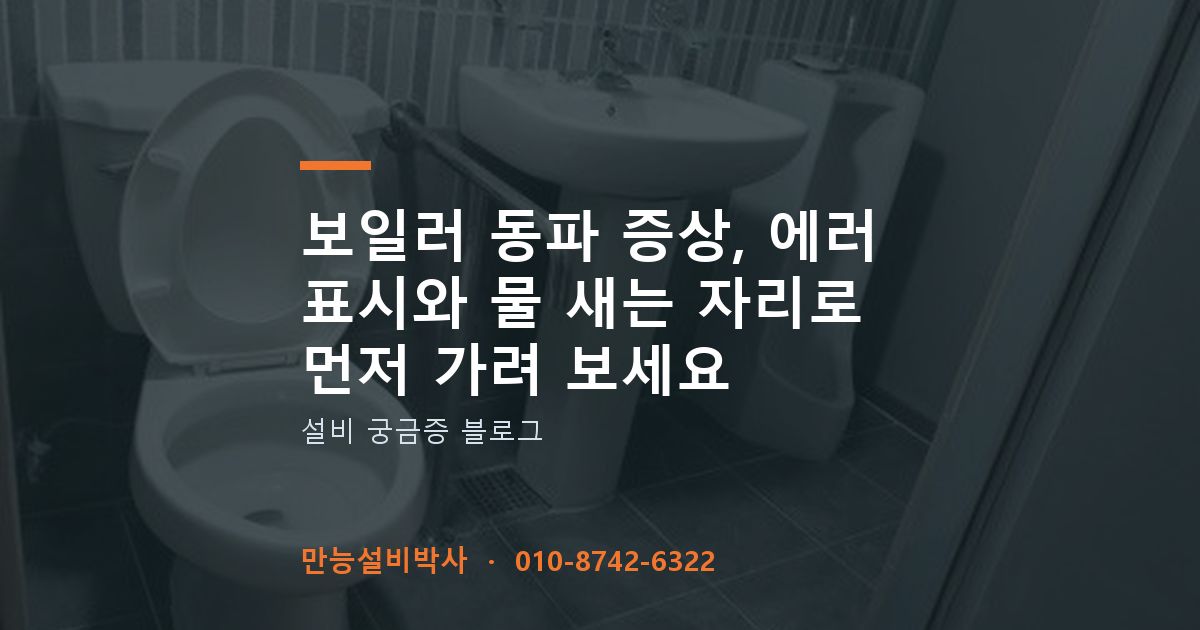 보일러 동파 증상, 에러
표시와 물 새는 자리로
먼저 가려 보세요
설비 궁금증 블로그
만능설비박사 · 010-8742-6322